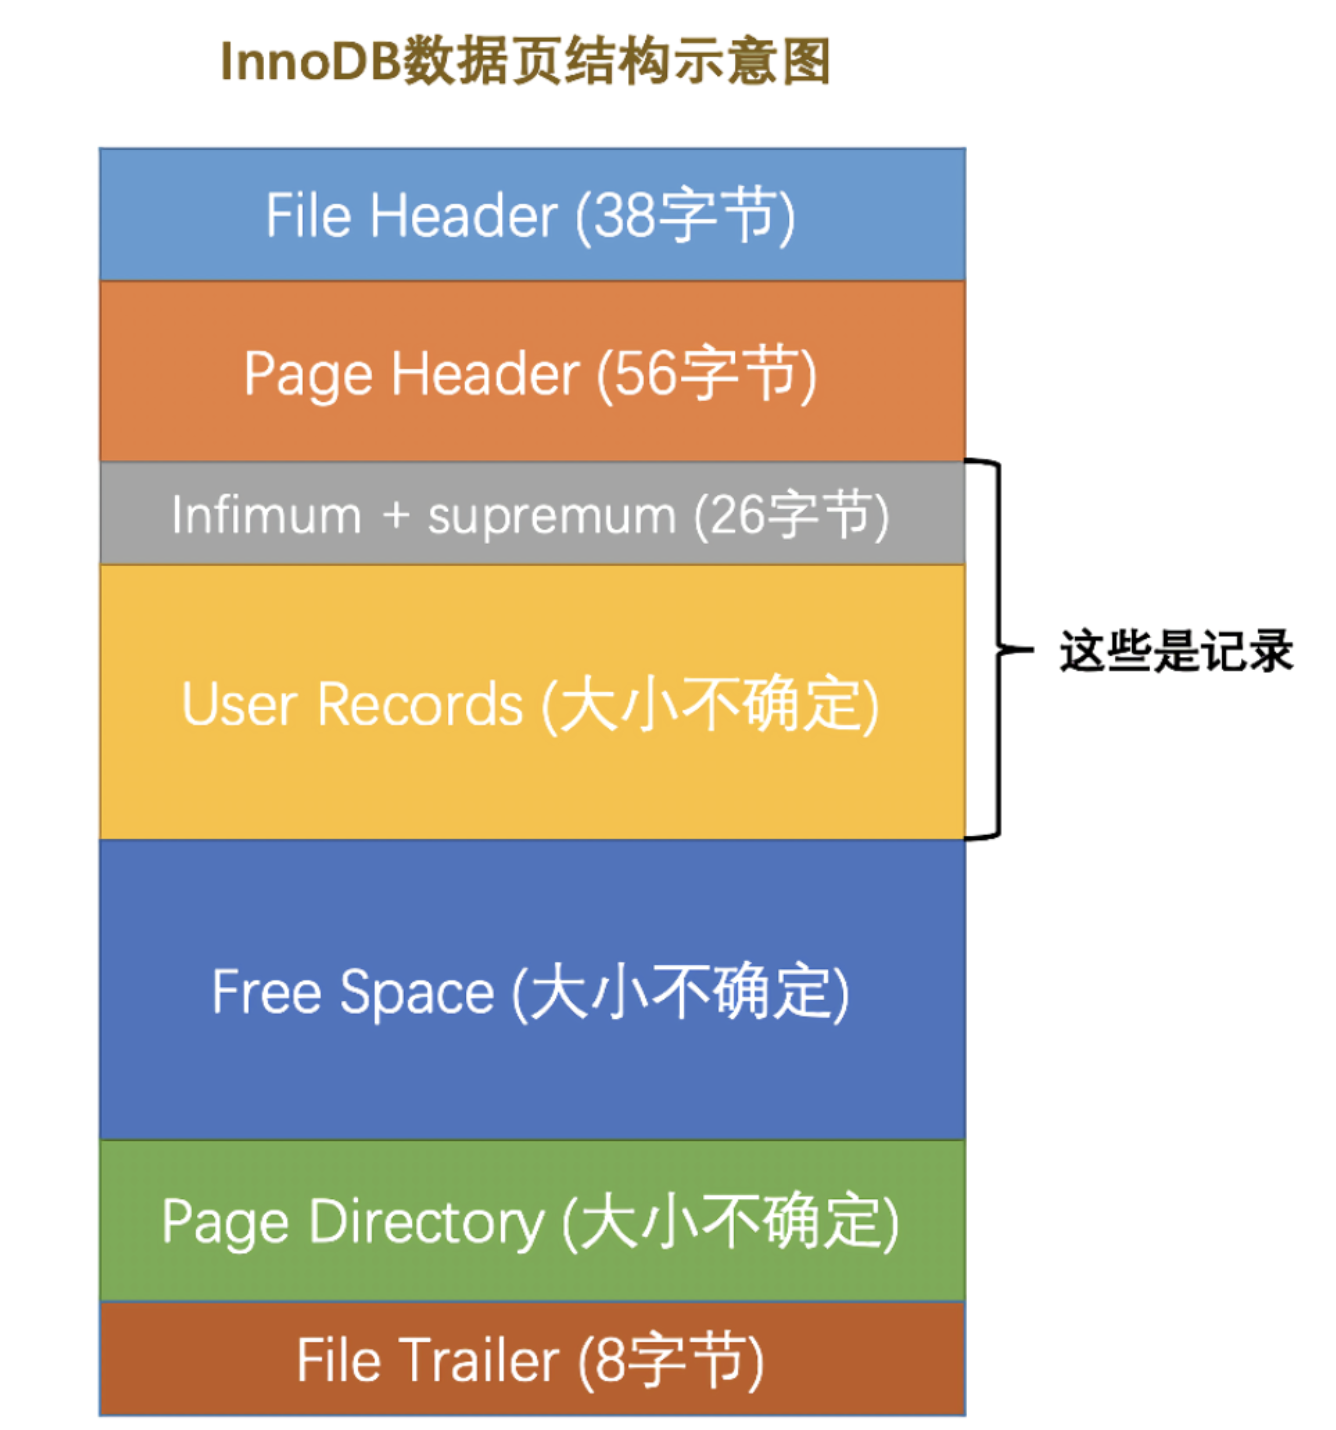 InnoDB数据页结构示意图
File Header (38字节)
Page Header (56字节)
Infimum + supremum (26字节)
User Records (大小不确定)
这些是记录
Free Space (大小不确定)
Page Directory (大小不确定)
File Trailer (8字节)